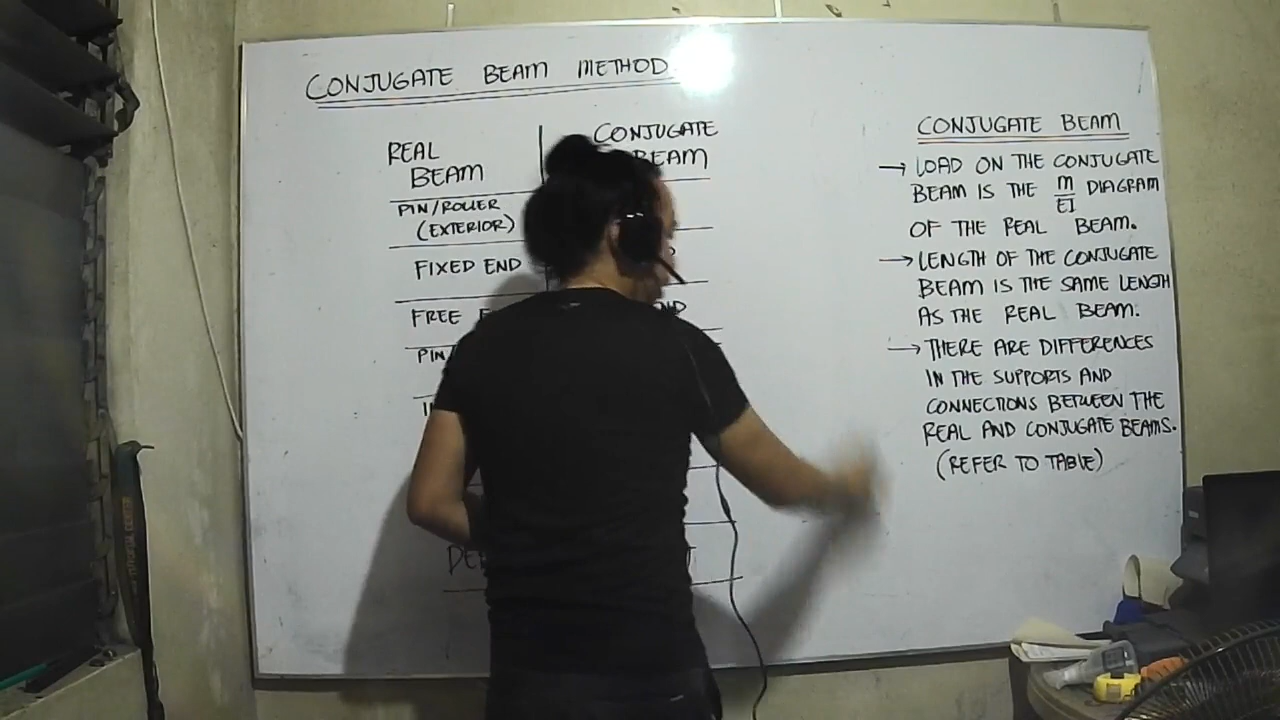 CONJUGATE BEAM METHOD
REAL
BEAM
CONJUGATE
BEAM
PIN/ROLLER
(EXTERIOR)
FIXED END
FREE
PIN/
CONJUGATE BEAM
→ LOAD ON THE CONJUGATE
BEAM IS THE M/EI DIAGRAM
OF THE REAL BEAM.
→ LENGTH OF THE CONJUGATE
BEAM IS THE SAME LENGTH
AS THE REAL BEAM.
→ THERE ARE DIFFERENCES
IN THE SUPPORTS AND
CONNECTIONS BETWEEN THE
REAL AND CONJUGATE BEAMS.
(REFER TO TABLE)